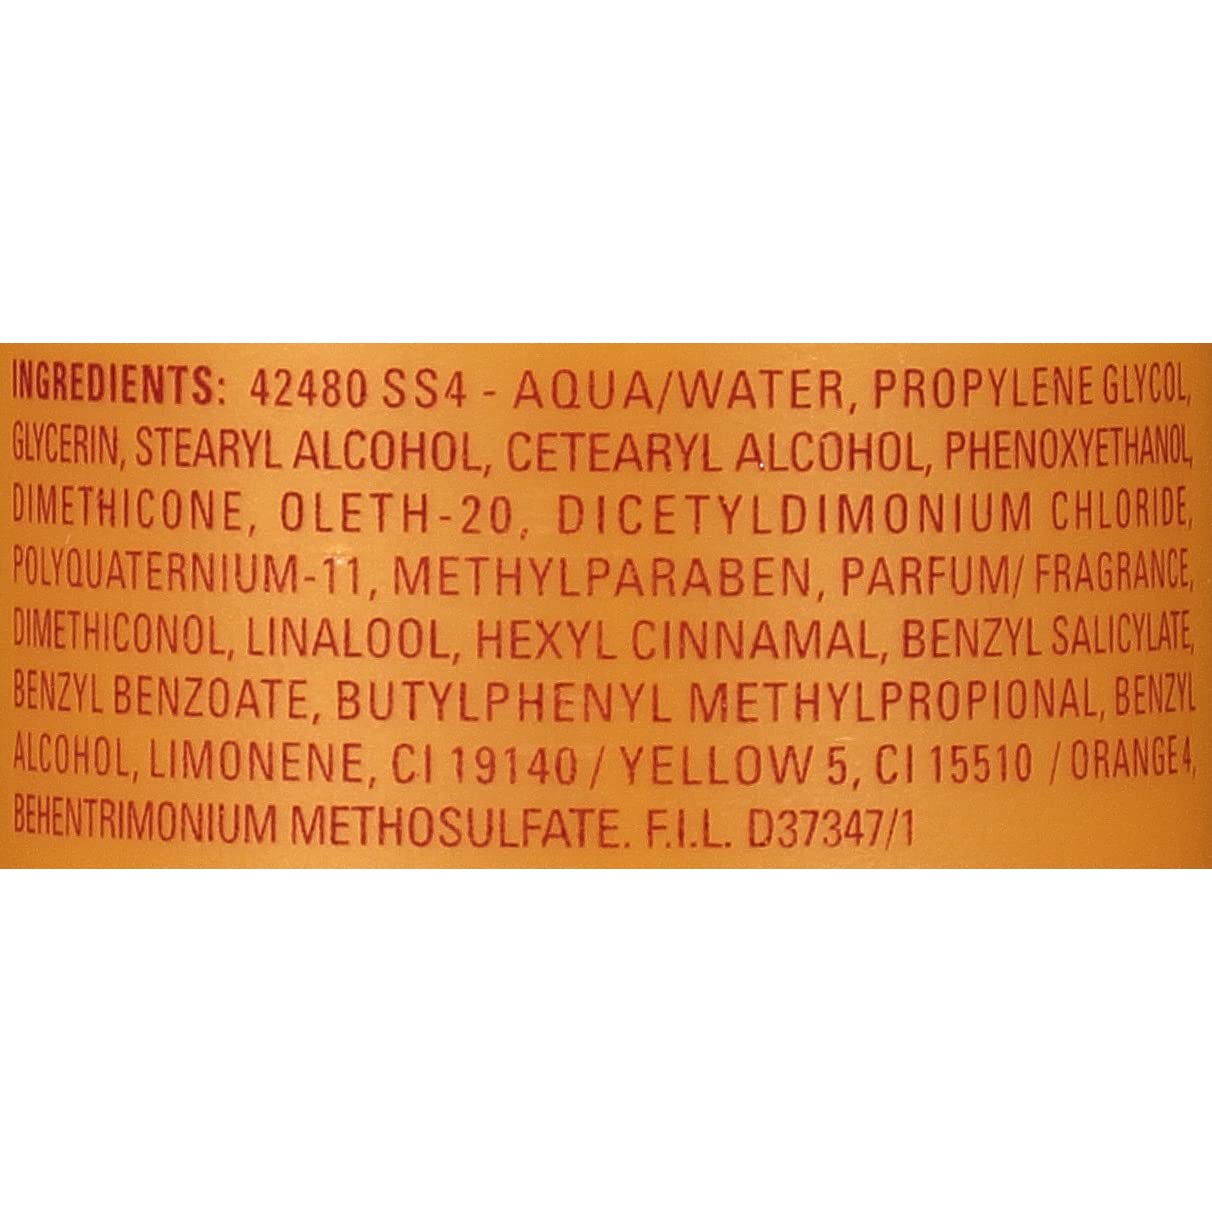 INGREDIENTS: 42480 SS4 - AQUA/WATER, PROPYLENE GLYCOL,
GLYCERIN, STEARYL ALCOHOL, CETEARYL ALCOHOL, PHENOXYETHANOL,
DIMETHICONE, OLETH-20, DICETYLDIMONIUM CHLORIDE,
POLYQUATERNIUM-11, METHYLPARABEN, PARFUM/ FRAGRANCE,
DIMETHICONOL, LINALOOL, HEXYL CINNAMAL, BENZYL SALICYLATE,
BENZYL BENZOATE, BUTYLPHENYL METHYLPROPIONAL, BENZYL
ALCOHOL, LIMONENE, CI 19140 / YELLOW 5, CI 15510 / ORANGE 4,
BEHENTRIMONIUM METHOSULFATE. F.I.L. D37347/1